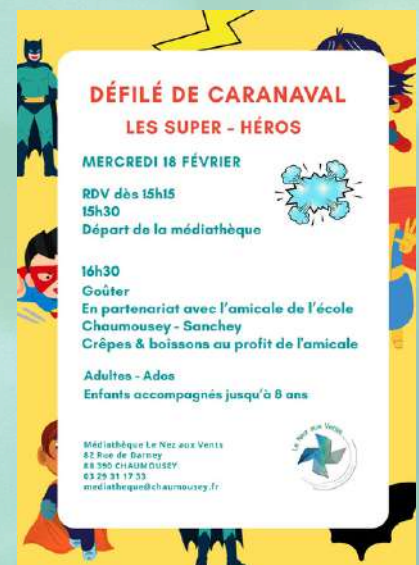 DÉFILÉ DE CARANAVAL
LES SUPER - HÉROS
MERCREDI 18 FÉVRIER
RDV dès 15h15
15h30
Départ de la médiathèque
16h30
Goûter
En partenariat avec l'amicale de l'école
Chaumousey - Sanchey
Crêpes & boissons au profit de l'amicale
Adultes - Ados
Enfants accompagnés jusqu'à 8 ans
Médiathèque Le Nez aux Vents
82 Rue de Darney
88 390 CHAUMOUSEY
03 29 31 17 33
mediatheque@chaumousey.fr
Le Nez aux Vents